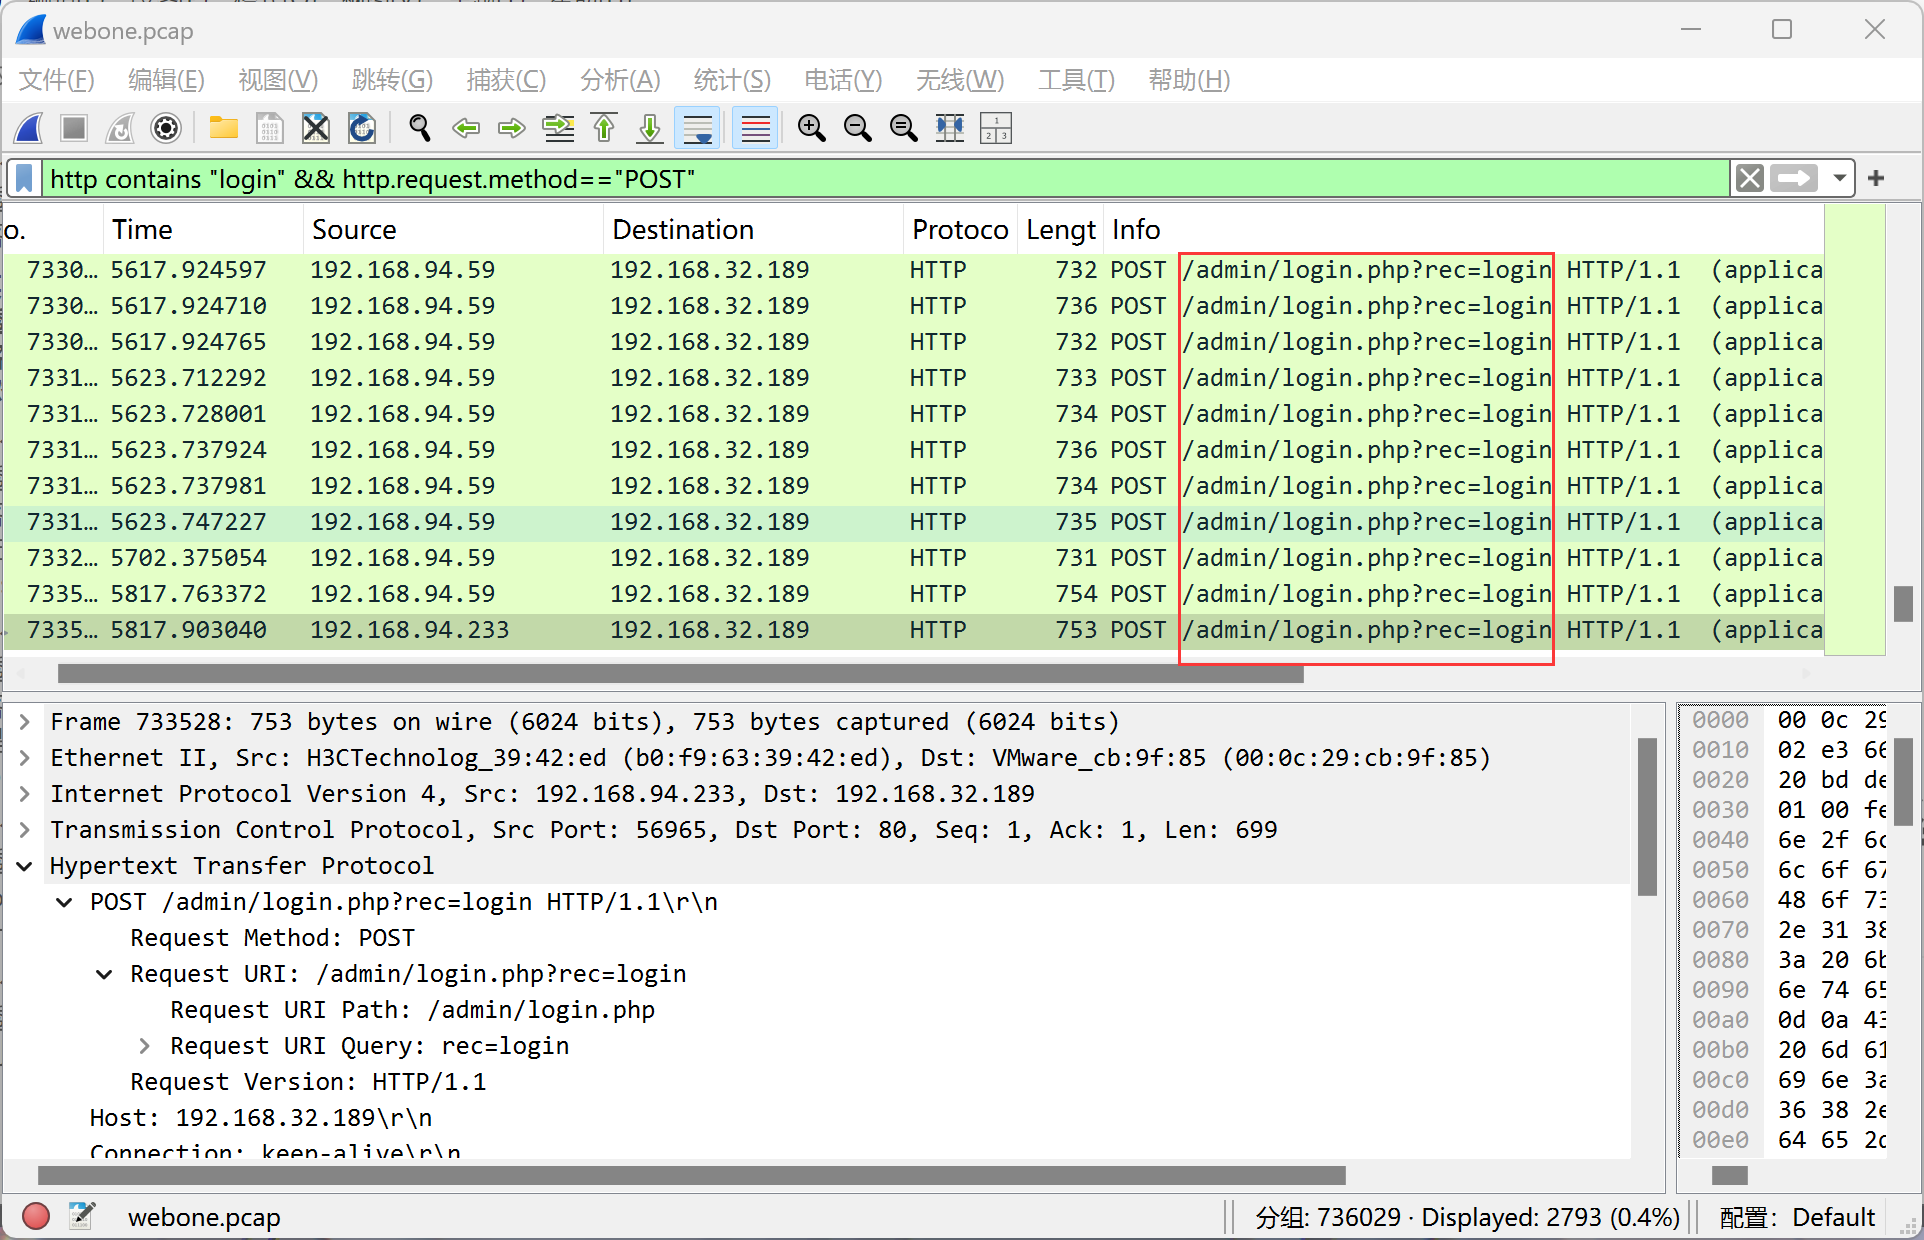 webone.pcap
文件(F) 编辑(E) 视图(V) 跳转(G) 捕获(C) 分析(A) 统计(S) 电话(Y) 无线(W) 工具(T) 帮助(H)
http contains "login" && http.request.method=="POST"
o. Time Source Destination Protoco Lengt Info
7330… 5617.924597 192.168.94.59 192.168.32.189 HTTP 732 POST /admin/login.php?rec=login HTTP/1.1 (applica
7330… 5617.924710 192.168.94.59 192.168.32.189 HTTP 736 POST /admin/login.php?rec=login HTTP/1.1 (applica
7330… 5617.924765 192.168.94.59 192.168.32.189 HTTP 732 POST /admin/login.php?rec=login HTTP/1.1 (applica
7331… 5623.712292 192.168.94.59 192.168.32.189 HTTP 733 POST /admin/login.php?rec=login HTTP/1.1 (applica
7331… 5623.728001 192.168.94.59 192.168.32.189 HTTP 734 POST /admin/login.php?rec=login HTTP/1.1 (applica
7331… 5623.737924 192.168.94.59 192.168.32.189 HTTP 736 POST /admin/login.php?rec=login HTTP/1.1 (applica
7331… 5623.737981 192.168.94.59 192.168.32.189 HTTP 734 POST /admin/login.php?rec=login HTTP/1.1 (applica
7331… 5623.747227 192.168.94.59 192.168.32.189 HTTP 735 POST /admin/login.php?rec=login HTTP/1.1 (applica
7332… 5702.375054 192.168.94.59 192.168.32.189 HTTP 731 POST /admin/login.php?rec=login HTTP/1.1 (applica
7335… 5817.763372 192.168.94.59 192.168.32.189 HTTP 754 POST /admin/login.php?rec=login HTTP/1.1 (applica
7335… 5817.903040 192.168.94.233 192.168.32.189 HTTP 753 POST /admin/login.php?rec=login HTTP/1.1 (applica
Frame 733528: 753 bytes on wire (6024 bits), 753 bytes captured (6024 bits)
Ethernet II, Src: H3CTechnolog_39:42:ed (b0:f9:63:39:42:ed), Dst: VMware_cb:9f:85 (00:0c:29:cb:9f:85)
Internet Protocol Version 4, Src: 192.168.94.233, Dst: 192.168.32.189
Transmission Control Protocol, Src Port: 56965, Dst Port: 80, Seq: 1, Ack: 1, Len: 699
Hypertext Transfer Protocol
POST /admin/login.php?rec=login HTTP/1.1\r\n
Request Method: POST
Request URI: /admin/login.php?rec=login
Request URI Path: /admin/login.php
Request URI Query: rec=login
Request Version: HTTP/1.1
Host: 192.168.32.189\r\n
Connection: keep-alive\r\n
0000 00 0c 29
0010 02 e3 66
0020 20 bd de
0030 01 00 fe
0040 6e 2f 6c
0050 6c 6f 67
0060 48 6f 73
0070 2e 31 38
0080 3a 20 6b
0090 6e 74 65
00a0 0d 0a 43
00b0 20 6d 61
00c0 69 6e 3a
00d0 36 38 2e
00e0 64 65 2d
webone.pcap 分组: 736029 · Displayed: 2793 (0.4%) 配置: Default